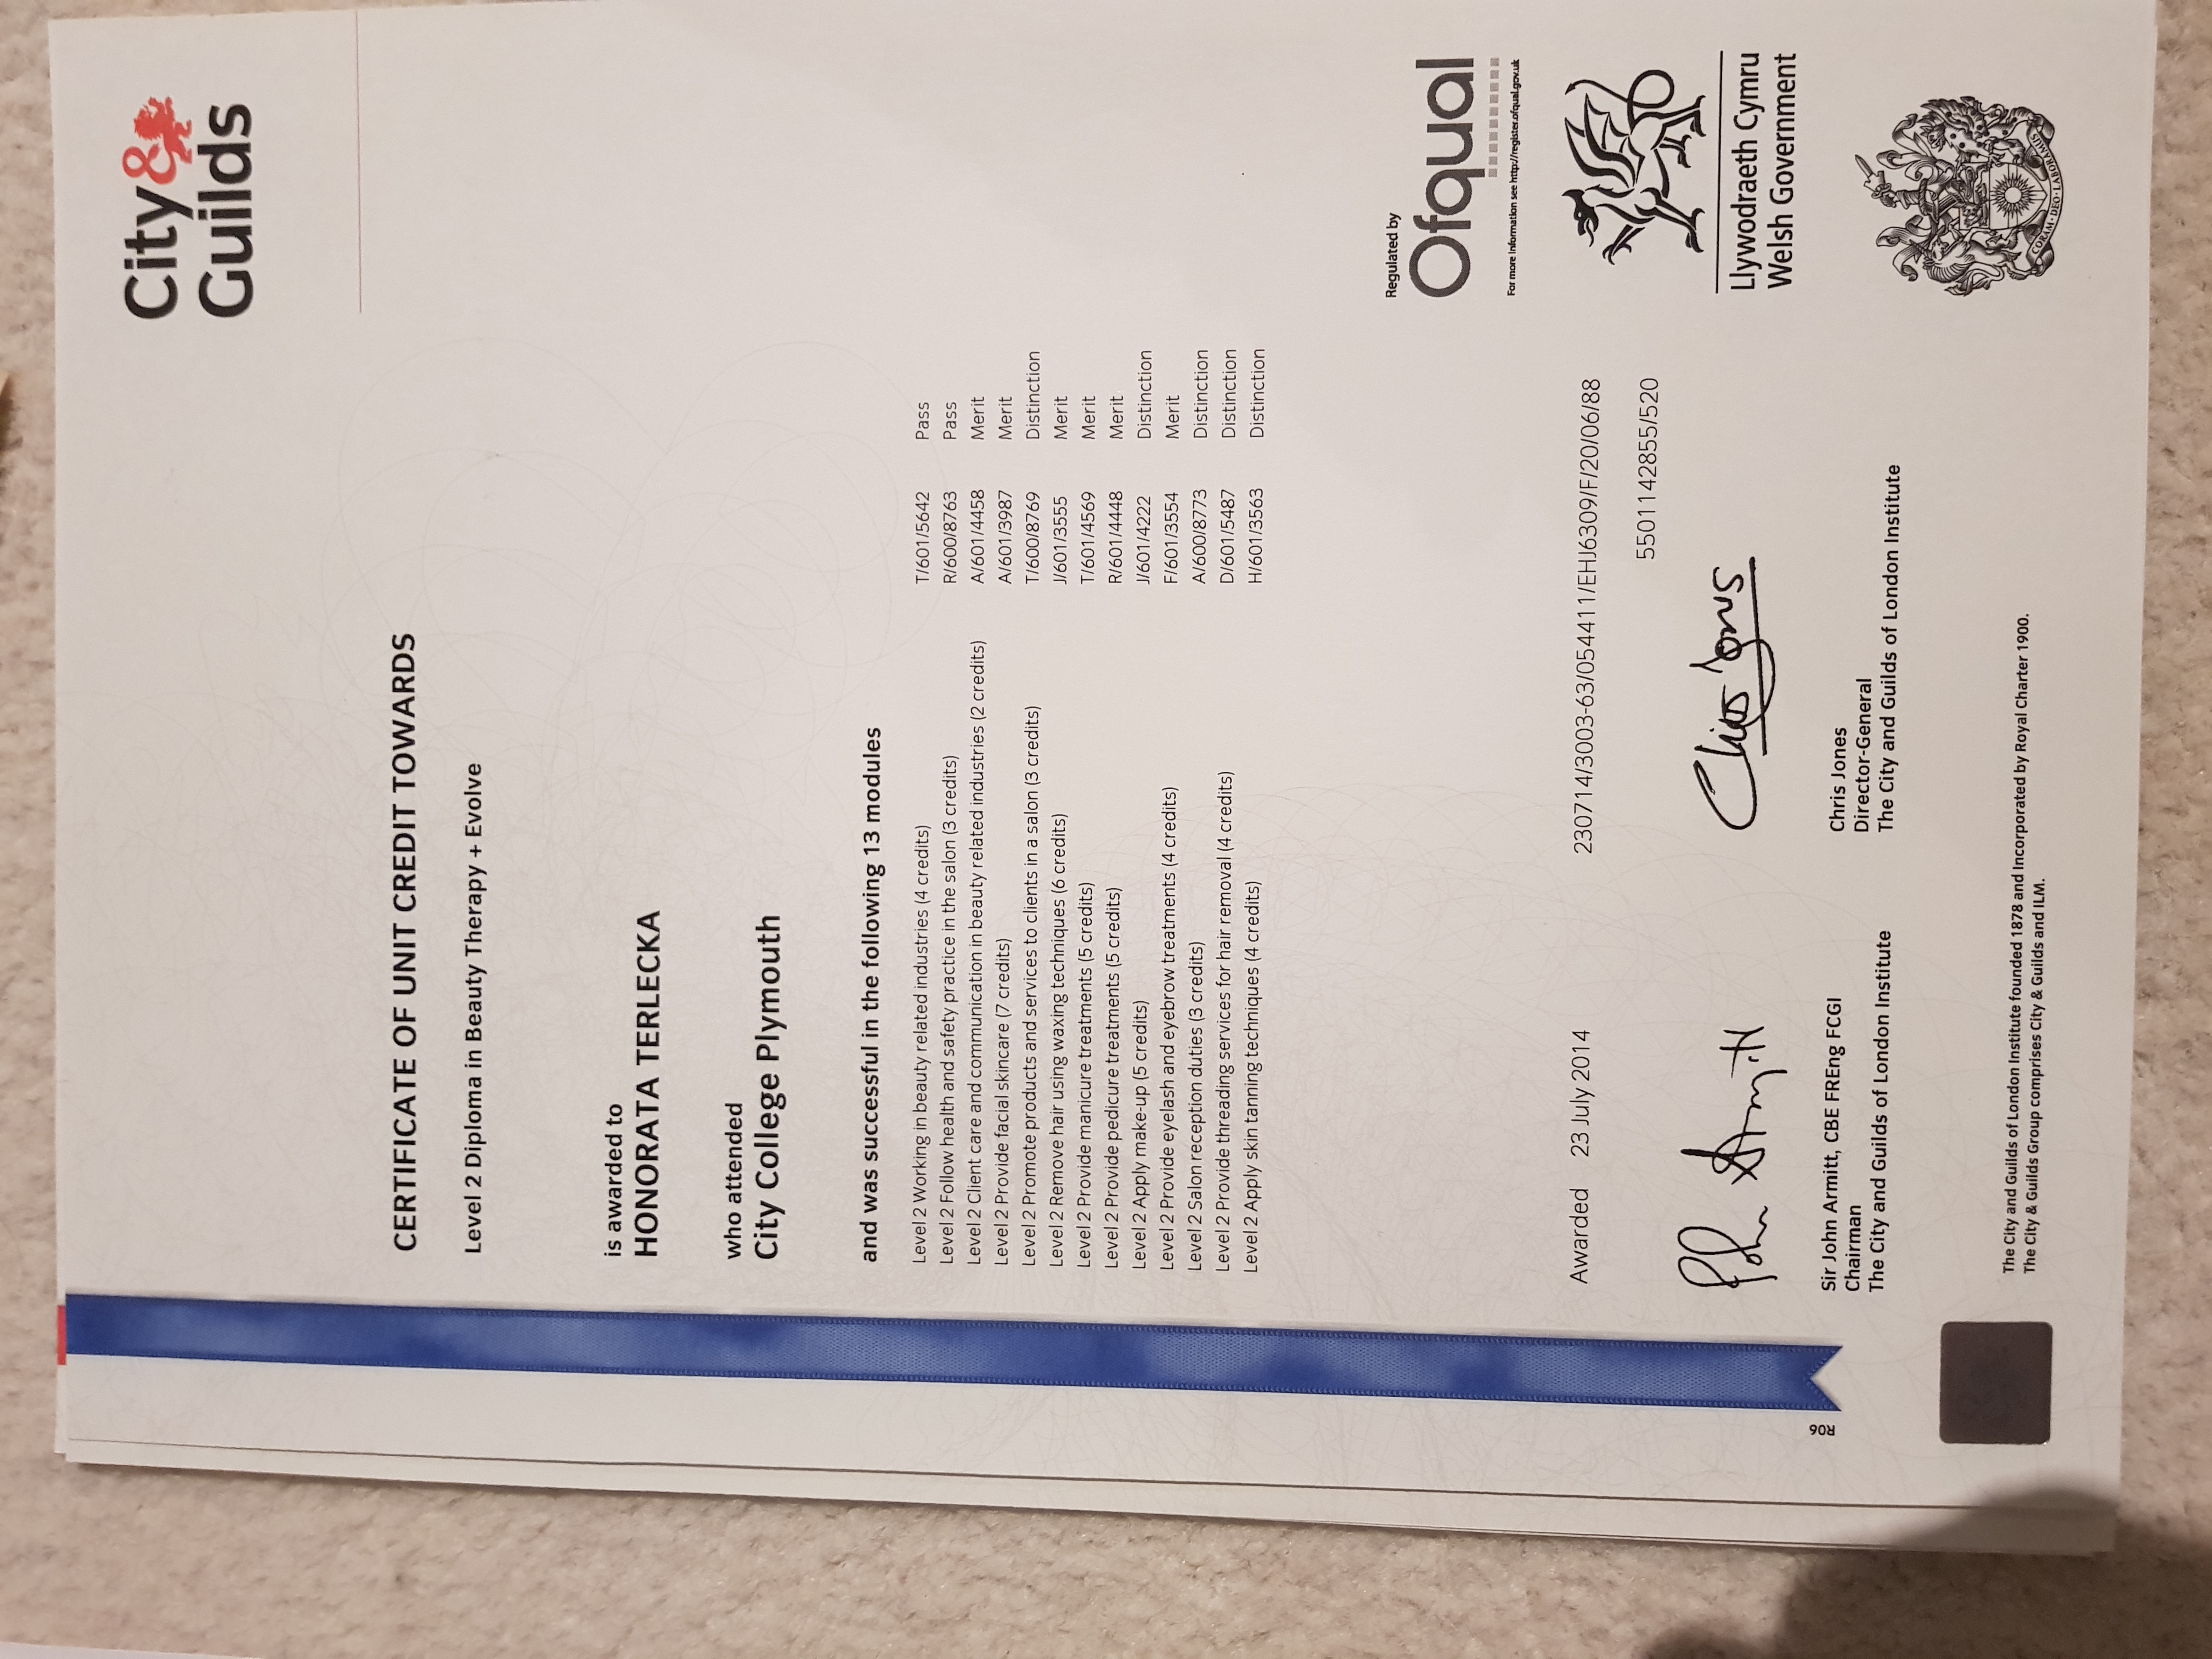 City&
Guilds
CERTIFICATE OF UNIT CREDIT TOWARDS
Level 2 Diploma in Beauty Therapy + Evolve
is awarded to
HONORATA TERLECKA
who attended
City College Plymouth
and was successful in the following 13 modules
Level 2 Working in beauty related industries (4 credits) T/601/5642 Pass
Level 2 Follow health and safety practice in the salon (3 credits) R/600/8763 Pass
Level 2 Client care and communication in beauty related industries (2 credits) A/601/4458 Merit
Level 2 Provide facial skincare (7 credits) A/601/3987 Merit
Level 2 Promote products and services to clients in a salon (3 credits) T/600/8769 Distinction
Level 2 Remove hair using waxing techniques (6 credits) J/601/3555 Merit
Level 2 Provide manicure treatments (5 credits) T/601/4569 Merit
Level 2 Provide pedicure treatments (5 credits) R/601/4448 Merit
Level 2 Apply make-up (5 credits) J/601/4222 Distinction
Level 2 Provide eyelash and eyebrow treatments (4 credits) F/601/3554 Merit
Level 2 Salon reception duties (3 credits) A/600/8773 Distinction
Level 2 Provide threading services for hair removal (4 credits) D/601/5487 Distinction
Level 2 Apply skin tanning techniques (4 credits) H/601/3563 Distinction
Regulated by
Ofqual
For more information see http://register.ofqual.gov.uk
Awarded 23 July 2014 230714/3003-63/054411/EHJ6309/F/20/06/88
5501142855/520
Llywodraeth Cymru
Welsh Government
John Armitt
Chris Jones
Sir John Armitt, CBE FREng FCGI
Chairman
The City and Guilds of London Institute
Chris Jones
Director-General
The City and Guilds of London Institute
CORAM·DEO·LABORAMUS
R06
The City and Guilds of London Institute founded 1878 and Incorporated by Royal Charter 1900.
The City & Guilds Group comprises City & Guilds and ILM.